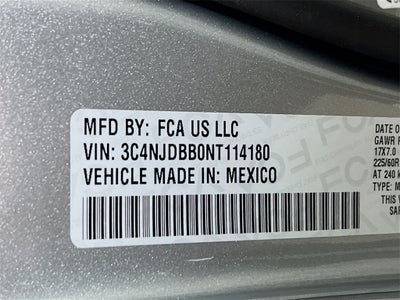 MFD BY: FCA US LLC
VIN: 3C4NJDBB0NT114180
VEHICLE MADE IN: MEXICO
DATE O
GAWR F
17X7.0
225/60R
AT 240 k
TYPE: M
THIS V
SAF